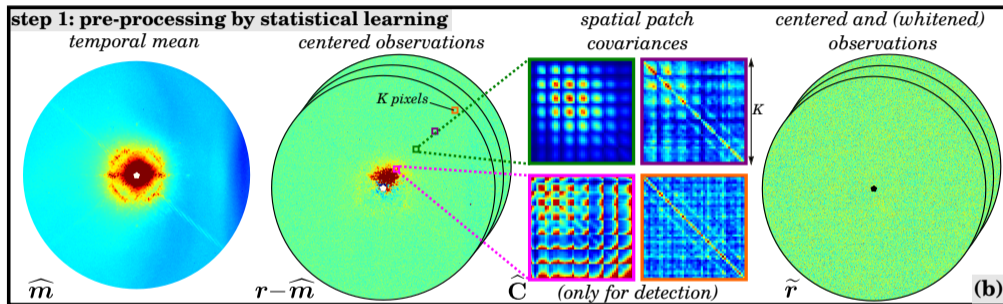 step 1: pre-processing by statistical learning
temporal mean
centered observations
spatial patch
covariances
centered and (whitened)
observations
K pixels
K
m̂
r−m̂
Ĉ
(only for detection)
r̃
(b)